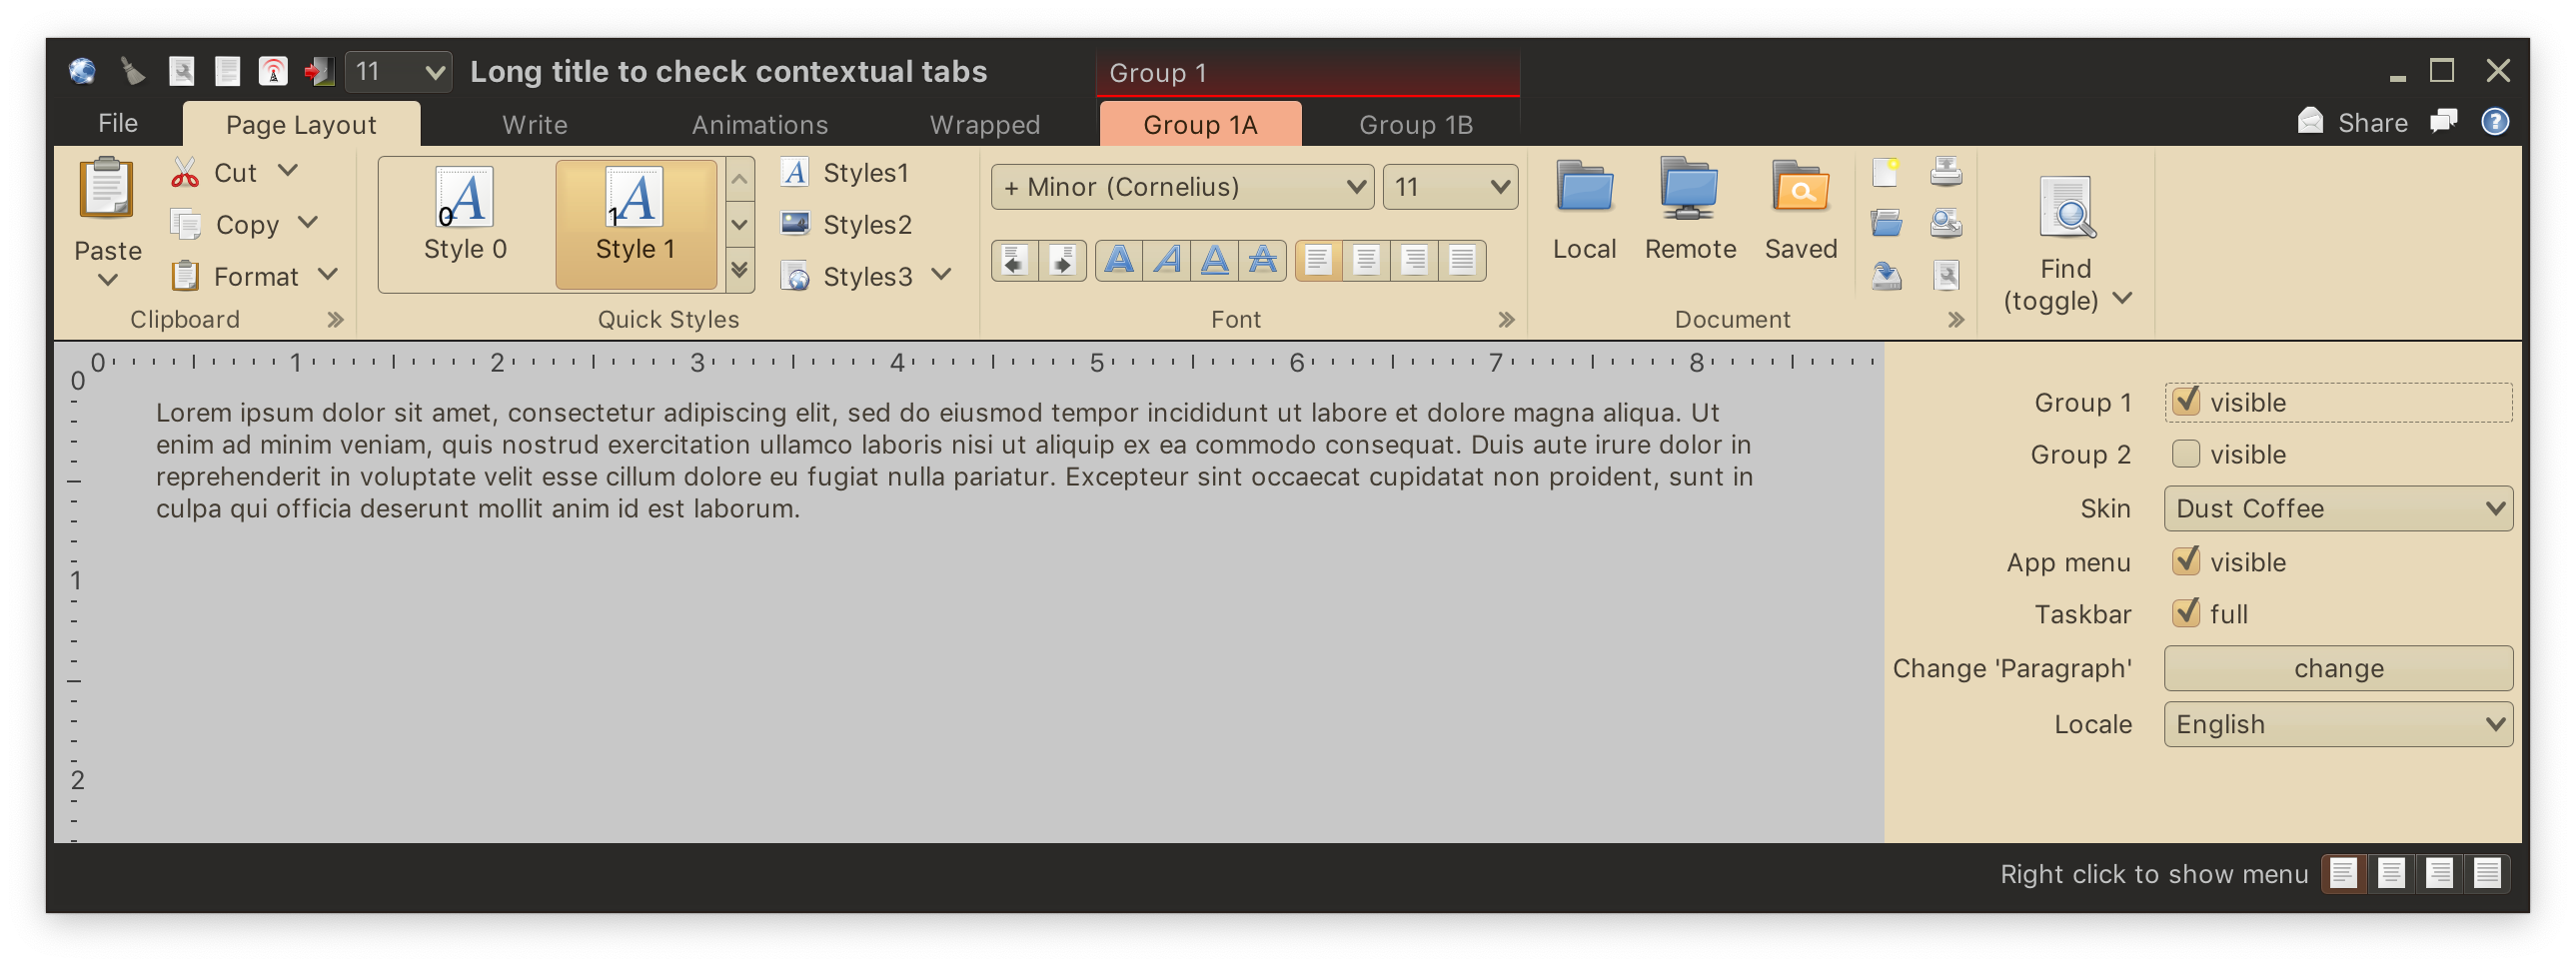 11
Long title to check contextual tabs
Group 1
File
Page Layout
Write
Animations
Wrapped
Group 1A
Group 1B
Share
Paste
Cut
Copy
Format
Clipboard
0
Style 0
1
Style 1
Styles1
Styles2
Styles3
Quick Styles
+ Minor (Cornelius)
11
A A A A
Font
Local
Remote
Saved
Document
Find
(toggle)
0 1 2 3 4 5 6 7 8
0
1
2
Lorem ipsum dolor sit amet, consectetur adipiscing elit, sed do eiusmod tempor incididunt ut labore et dolore magna aliqua. Ut
enim ad minim veniam, quis nostrud exercitation ullamco laboris nisi ut aliquip ex ea commodo consequat. Duis aute irure dolor in
reprehenderit in voluptate velit esse cillum dolore eu fugiat nulla pariatur. Excepteur sint occaecat cupidatat non proident, sunt in
culpa qui officia deserunt mollit anim id est laborum.
Group 1 visible
Group 2 visible
Skin Dust Coffee
App menu visible
Taskbar full
Change 'Paragraph' change
Locale English
Right click to show menu